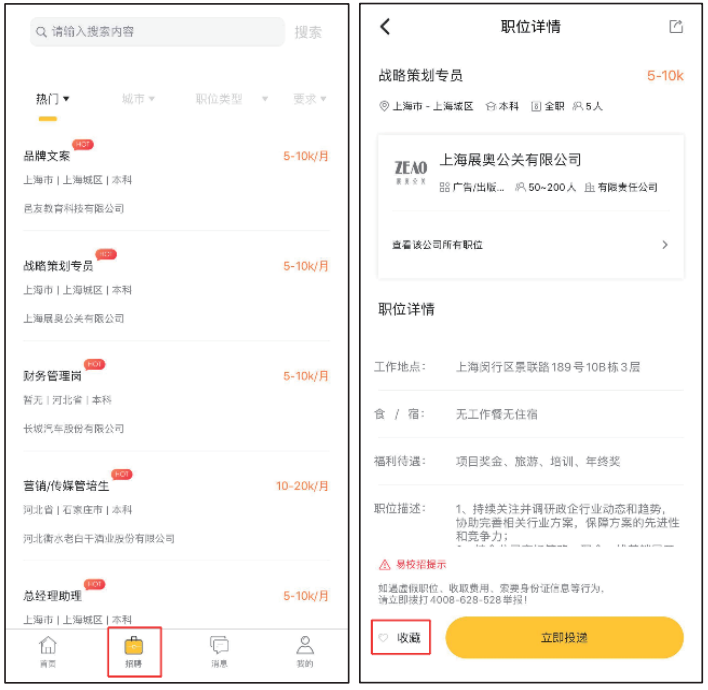 请输入搜索内容 搜索
热门▼ 城市▼ 职位类型▼ 要求▼
品牌文案 HOT 5-10k/月
上海市 | 上海城区 | 本科
邑友教育科技有限公司
战略策划专员 HOT 5-10k/月
上海市 | 上海城区 | 本科
上海展奥公关有限公司
财务管理岗 HOT 5-10k/月
暂无 | 河北省 | 本科
长城汽车股份有限公司
营销/传媒管培生 HOT 10-20k/月
河北省 | 石家庄市 | 本科
河北衡水老白干酒业股份有限公司
总经理助理 HOT 5-10k/月
上海市 | 上海城区 | 本科
首页 招聘 消息 我的
职位详情
战略策划专员 5-10k
上海市 - 上海城区 本科 全职 5人
ZEAO
展奥公关
上海展奥公关有限公司
广告/出版... 50~200人 有限责任公司
查看该公司所有职位
职位详情
工作地点： 上海闵行区景联路189号10B栋3层
食 / 宿： 无工作餐无住宿
福利待遇： 项目奖金、旅游、培训、年终奖
职位描述： 1、持续关注并调研政企行业动态和趋势，
协助完善相关行业方案，保障方案的先进性
和竞争力；
易校招提示
如遇虚假职位、收取费用、索要身份证信息等行为，
请立即拨打4008-628-528举报！
收藏 立即投递